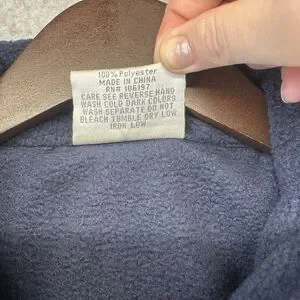 100% Polyester
MADE IN CHINA
RN# 106197
CARE SEE REVERSE HAND
WASH COLD DARK COLORS
WASH SEPARATE DO NOT
BLEACH TUMBLE DRY LOW
IRON LOW